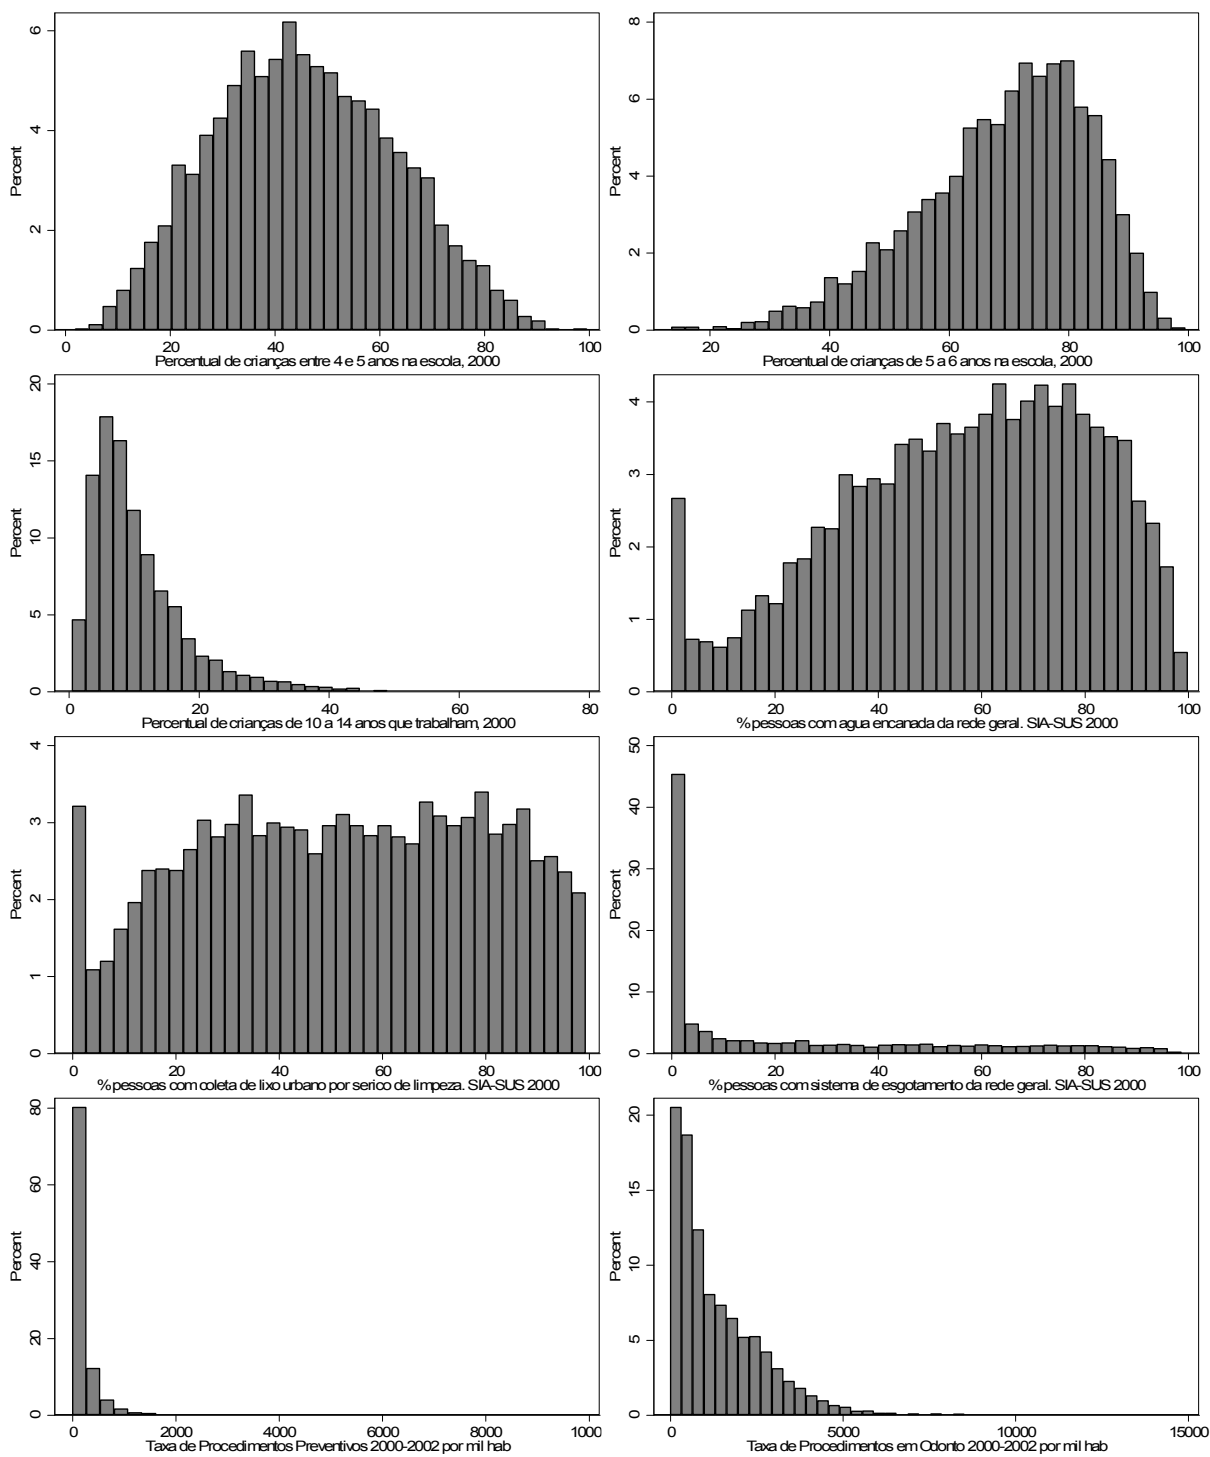 6
4
2
0
Percent
0 20 40 60 80 100
Percentual de crianças entre 4 e 5 anos na escola, 2000
8
6
4
2
0
Percent
20 40 60 80 100
Percentual de crianças de 5 a 6 anos na escola, 2000
20
15
10
5
0
Percent
0 20 40 60 80
Percentual de crianças de 10 a 14 anos que trabalham, 2000
4
3
2
1
0
Percent
0 20 40 60 80 100
% pessoas com agua encanada da rede geral. SIA-SUS 2000
4
3
2
1
0
Percent
0 20 40 60 80 100
% pessoas com coleta de lixo urbano por serico de limpeza. SIA-SUS 2000
50
40
30
20
10
0
Percent
0 20 40 60 80 100
% pessoas com sistema de esgotamento da rede geral. SIA-SUS 2000
80
60
40
20
0
Percent
0 2000 4000 6000 8000 10000
Taxa de Procedimentos Preventivos 2000-2002 por mil hab
20
15
10
5
0
Percent
0 5000 10000 15000
Taxa de Procedimentos em Odonto 2000-2002 por mil hab